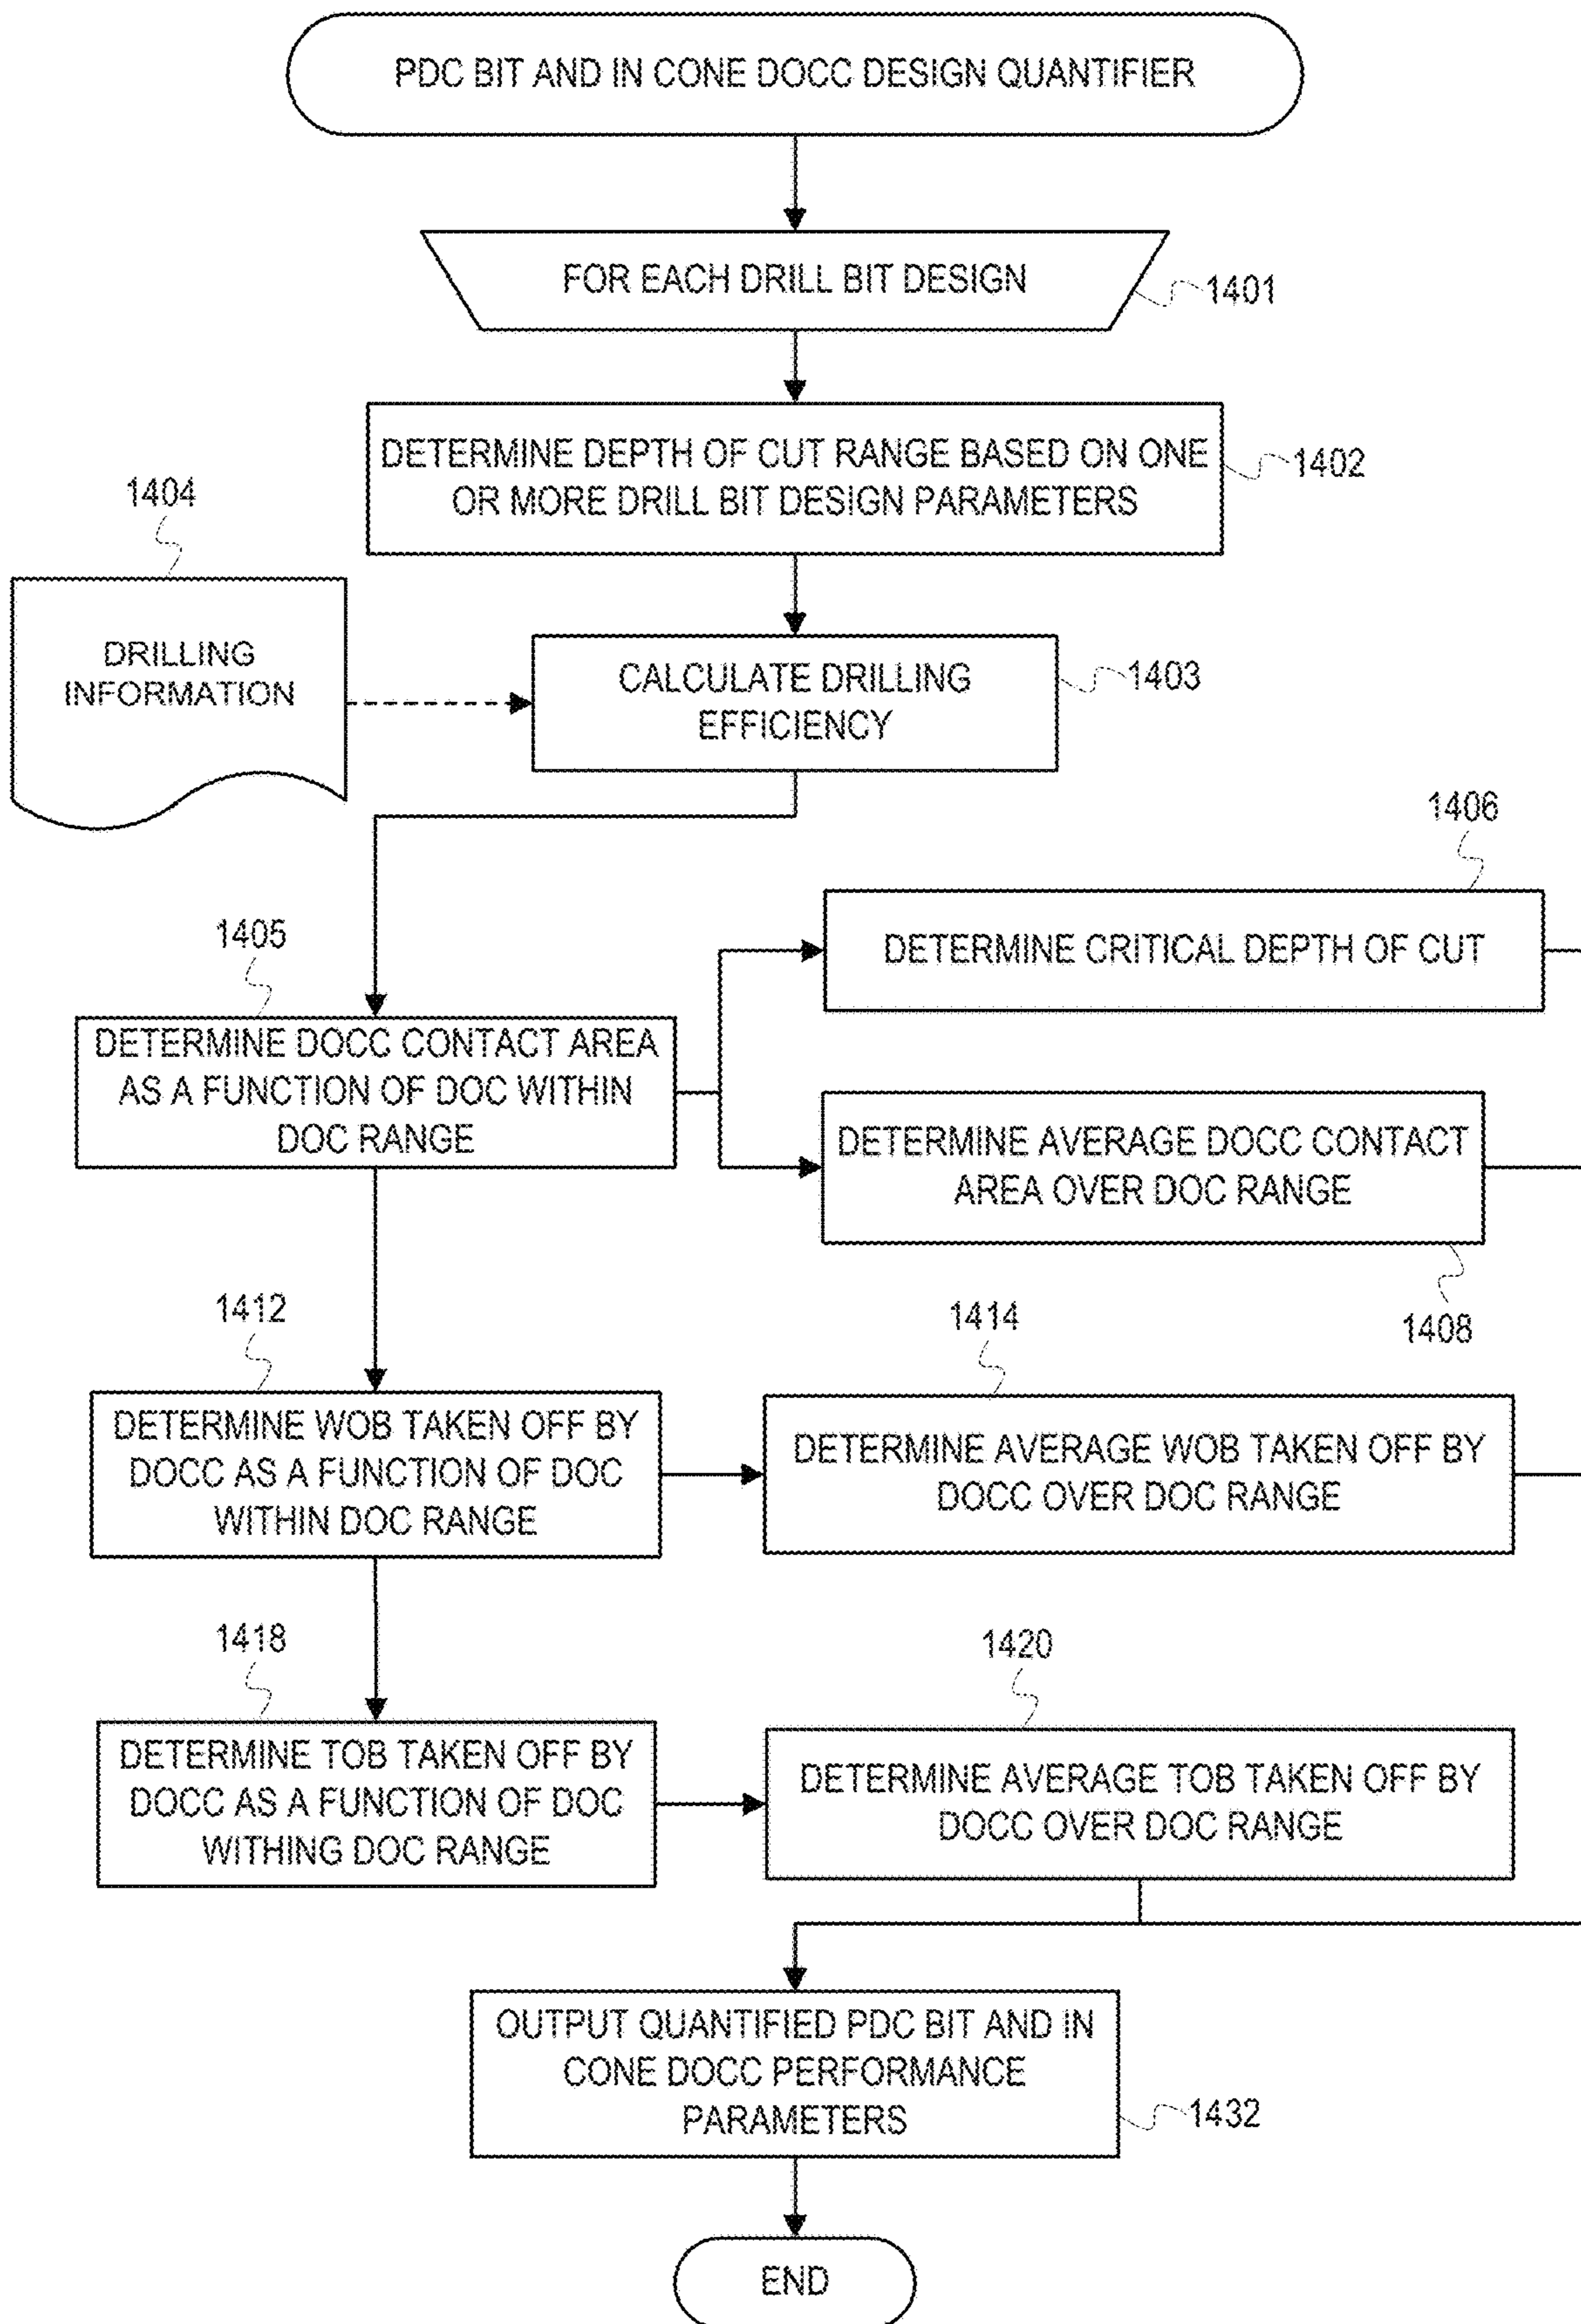 PDC BIT AND IN CONE DOCC DESIGN QUANTIFIER
FOR EACH DRILL BIT DESIGN
1401
DETERMINE DEPTH OF CUT RANGE BASED ON ONE
OR MORE DRILL BIT DESIGN PARAMETERS
1402
1404
DRILLING
INFORMATION
CALCULATE DRILLING
EFFICIENCY
1403
1406
DETERMINE CRITICAL DEPTH OF CUT
1405
DETERMINE DOCC CONTACT AREA
AS A FUNCTION OF DOC WITHIN
DOC RANGE
DETERMINE AVERAGE DOCC CONTACT
AREA OVER DOC RANGE
1408
1412
DETERMINE WOB TAKEN OFF BY
DOCC AS A FUNCTION OF DOC
WITHIN DOC RANGE
1414
DETERMINE AVERAGE WOB TAKEN OFF BY
DOCC OVER DOC RANGE
1418
DETERMINE TOB TAKEN OFF BY
DOCC AS A FUNCTION OF DOC
WITHING DOC RANGE
1420
DETERMINE AVERAGE TOB TAKEN OFF BY
DOCC OVER DOC RANGE
OUTPUT QUANTIFIED PDC BIT AND IN
CONE DOCC PERFORMANCE
PARAMETERS
1432
END